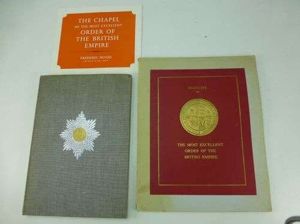 THE CHAPEL
OF THE MOST EXCELLENT
ORDER OF
THE BRITISH
EMPIRE
THE MOST EXCELLENT
ORDER OF THE
BRITISH EMPIRE